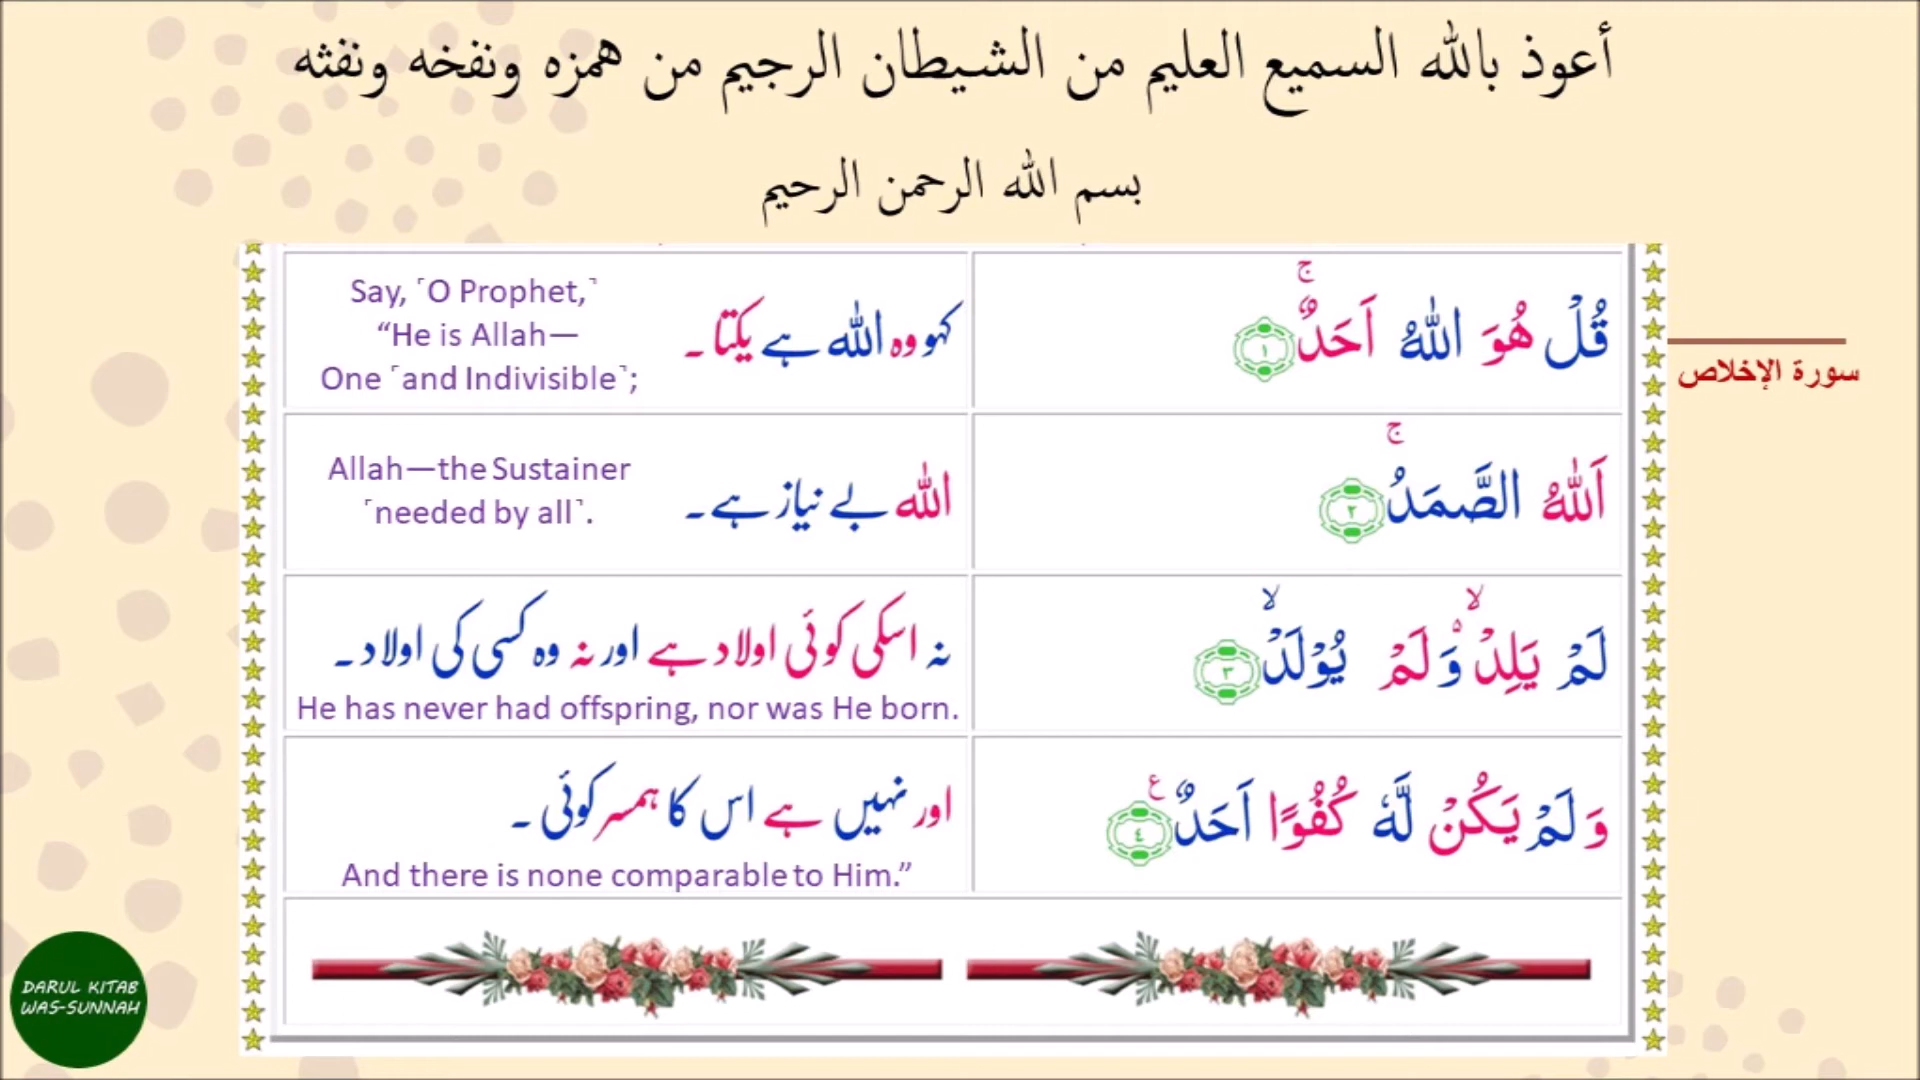 أعوذ بالله السميع العليم من الشيطان الرجيم من همزه ونفخه ونفثه
بسم الله الرحمن الرحيم
قُلْ هُوَ اللّٰهُ اَحَدٌ ۚ ١
کہو وہ اللہ ہے یکتا۔
Say, ˹O Prophet,˺
“He is Allah—
One ˹and Indivisible˺;
سورة الإخلاص
اَللّٰهُ الصَّمَدُ ۚ ٢
اللہ بے نیاز ہے۔
Allah—the Sustainer
˹needed by all˺.
لَمْ يَلِدْ ۙ۬ وَلَمْ يُوْلَدْ ۙ ٣
نہ اسکی کوئی اولاد ہے اور نہ وہ کسی کی اولاد۔
He has never had offspring, nor was He born.
وَلَمْ يَكُنْ لَّهٗ كُفُوًا اَحَدٌ ع ٤
اور نہیں ہے اس کا ہمسر کوئی۔
And there is none comparable to Him.”
DARUL KITAB
WAS-SUNNAH